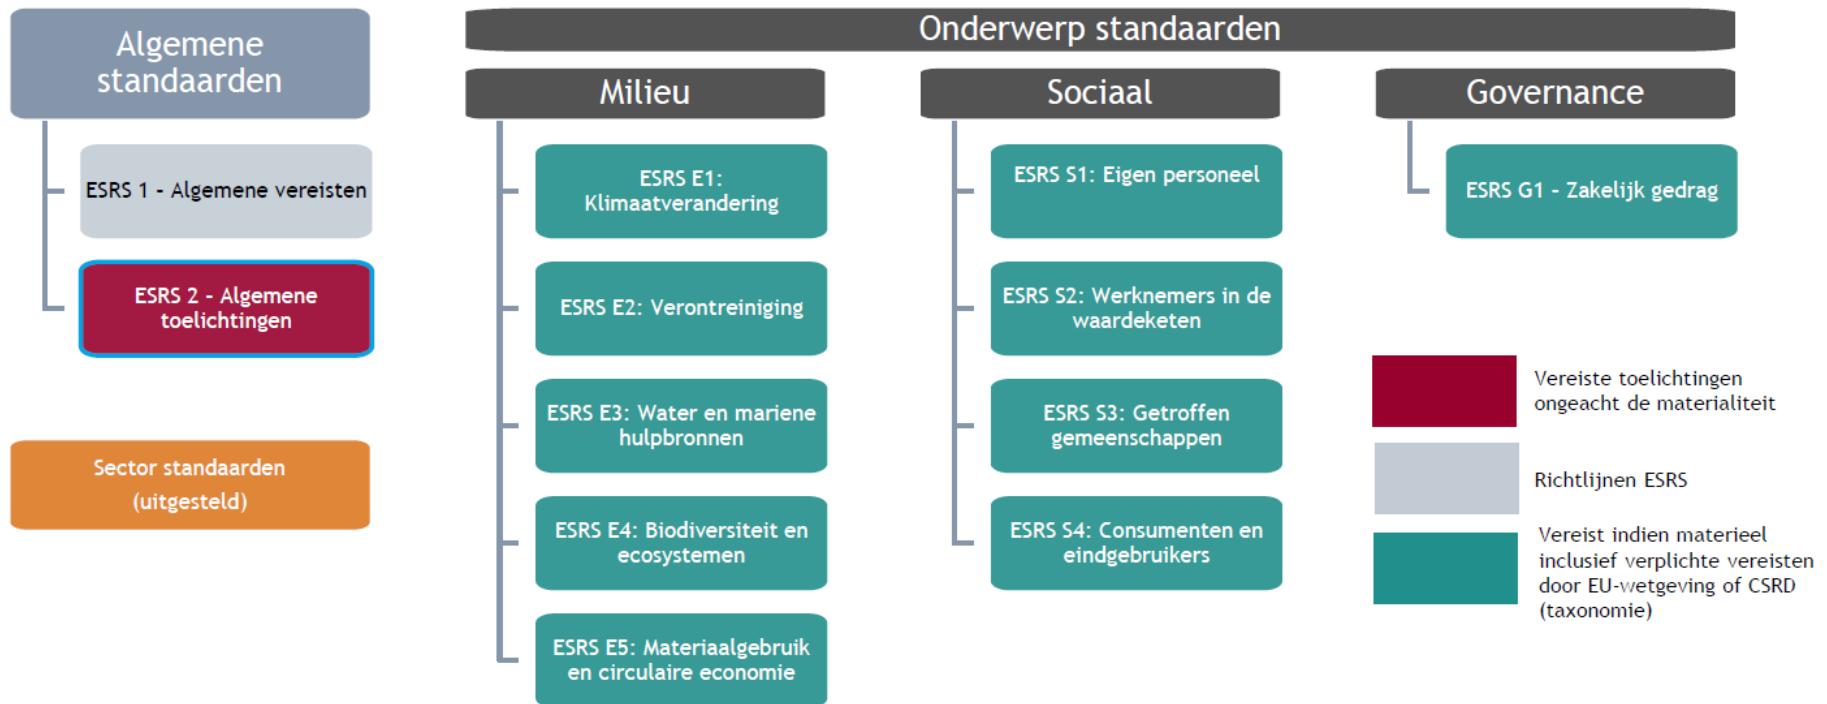 Algemene
standaarden
ESRS 1 - Algemene vereisten
ESRS 2 - Algemene
toelichtingen
Sector standaarden
(uitgesteld)
Onderwerp standaarden
Milieu
ESRS E1:
Klimaatverandering
ESRS E2: Verontreiniging
ESRS E3: Water en mariene
hulpbronnen
ESRS E4: Biodiversiteit en
ecosystemen
ESRS E5: Materiaalgebruik
en circulaire economie
Sociaal
ESRS S1: Eigen personeel
ESRS S2: Werknemers in de
waardeketen
ESRS S3: Getroffen
gemeenschappen
ESRS S4: Consumenten en
eindgebruikers
Governance
ESRS G1 - Zakelijk gedrag
Vereiste toelichtingen
ongeacht de materialiteit
Richtlijnen ESRS
Vereist indien materieel
inclusief verplichte vereisten
door EU-wetgeving of CSRD
(taxonomie)